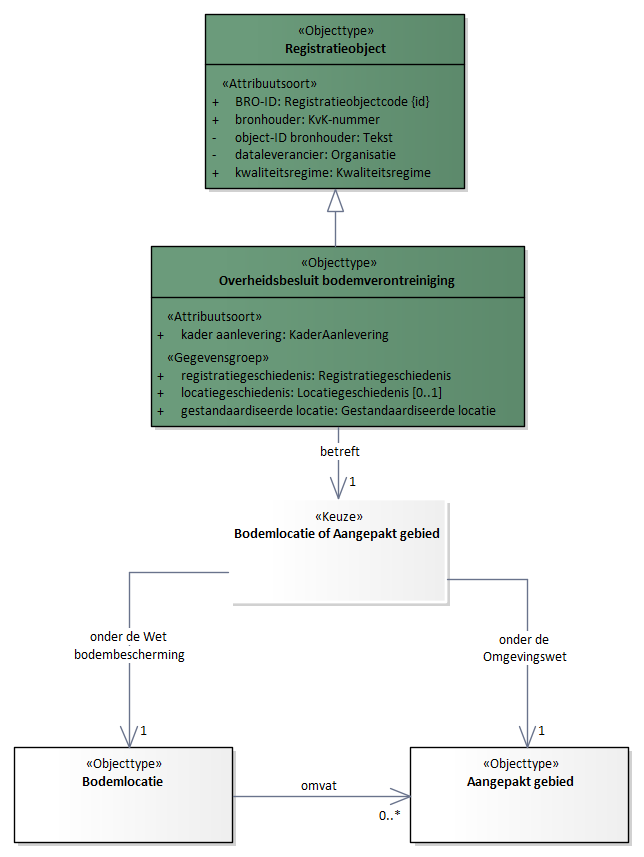 «Objecttype»
Registratieobject
«Attribuutsoort»
+ BRO-ID: Registratieobjectcode {id}
+ bronhouder: KvK-nummer
- object-ID bronhouder: Tekst
- dataleverancier: Organisatie
+ kwaliteitsregime: Kwaliteitsregime
«Objecttype»
Overheidsbesluit bodemverontreiniging
«Attribuutsoort»
+ kader aanlevering: KaderAanlevering
«Gegevensgroep»
+ registratiegeschiedenis: Registratiegeschiedenis
+ locatiegeschiedenis: Locatiegeschiedenis [0..1]
+ gestandaardiseerde locatie: Gestandaardiseerde locatie
betreft
1
«Keuze»
Bodemlocatie of Aangepakt gebied
onder de Wet
bodembescherming
1
onder de
Omgevingswet
1
«Objecttype»
Bodemlocatie
omvat
0..*
«Objecttype»
Aangepakt gebied